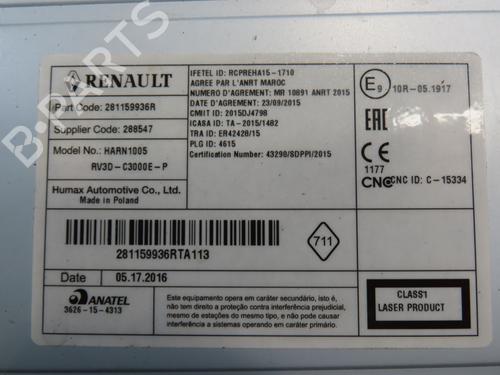 RENAULT
Part Code: 281159936R
Supplier Code: 288547
Model No.: HARN1005
RV3D-C3000E-P
Humax Automotive Co., Ltd.
Made in Poland
IFETEL ID: RCPREHA15-1710
AGREE PAR L'ANRT MAROC
NUMERO D'AGREMENT: MR 10891 ANRT 2015
DATE D'AGREMENT: 23/09/2015
CMIIT ID: 2015DJ4798
ICASA ID: TA-2015/1482
TRA ID: ER42428/15
PLG ID: 4615
Certification Number: 43290/SDPPI/2015
E9
10R-05.1917
EAC
CE
1177
CNC CNC ID: C-15334
281159936RTA113
711
Date 05.17.2016
ANATEL
3626-15-4313
Este equipamento opera em caráter secundário, isto é,
não tem direito a proteção contra interferência prejudicial,
mesmo de estações do mesmo tipo, e não pode causar
interferência a sistemas operando em caráter primário.
CLASS1
LASER PRODUCT
B-PARTS